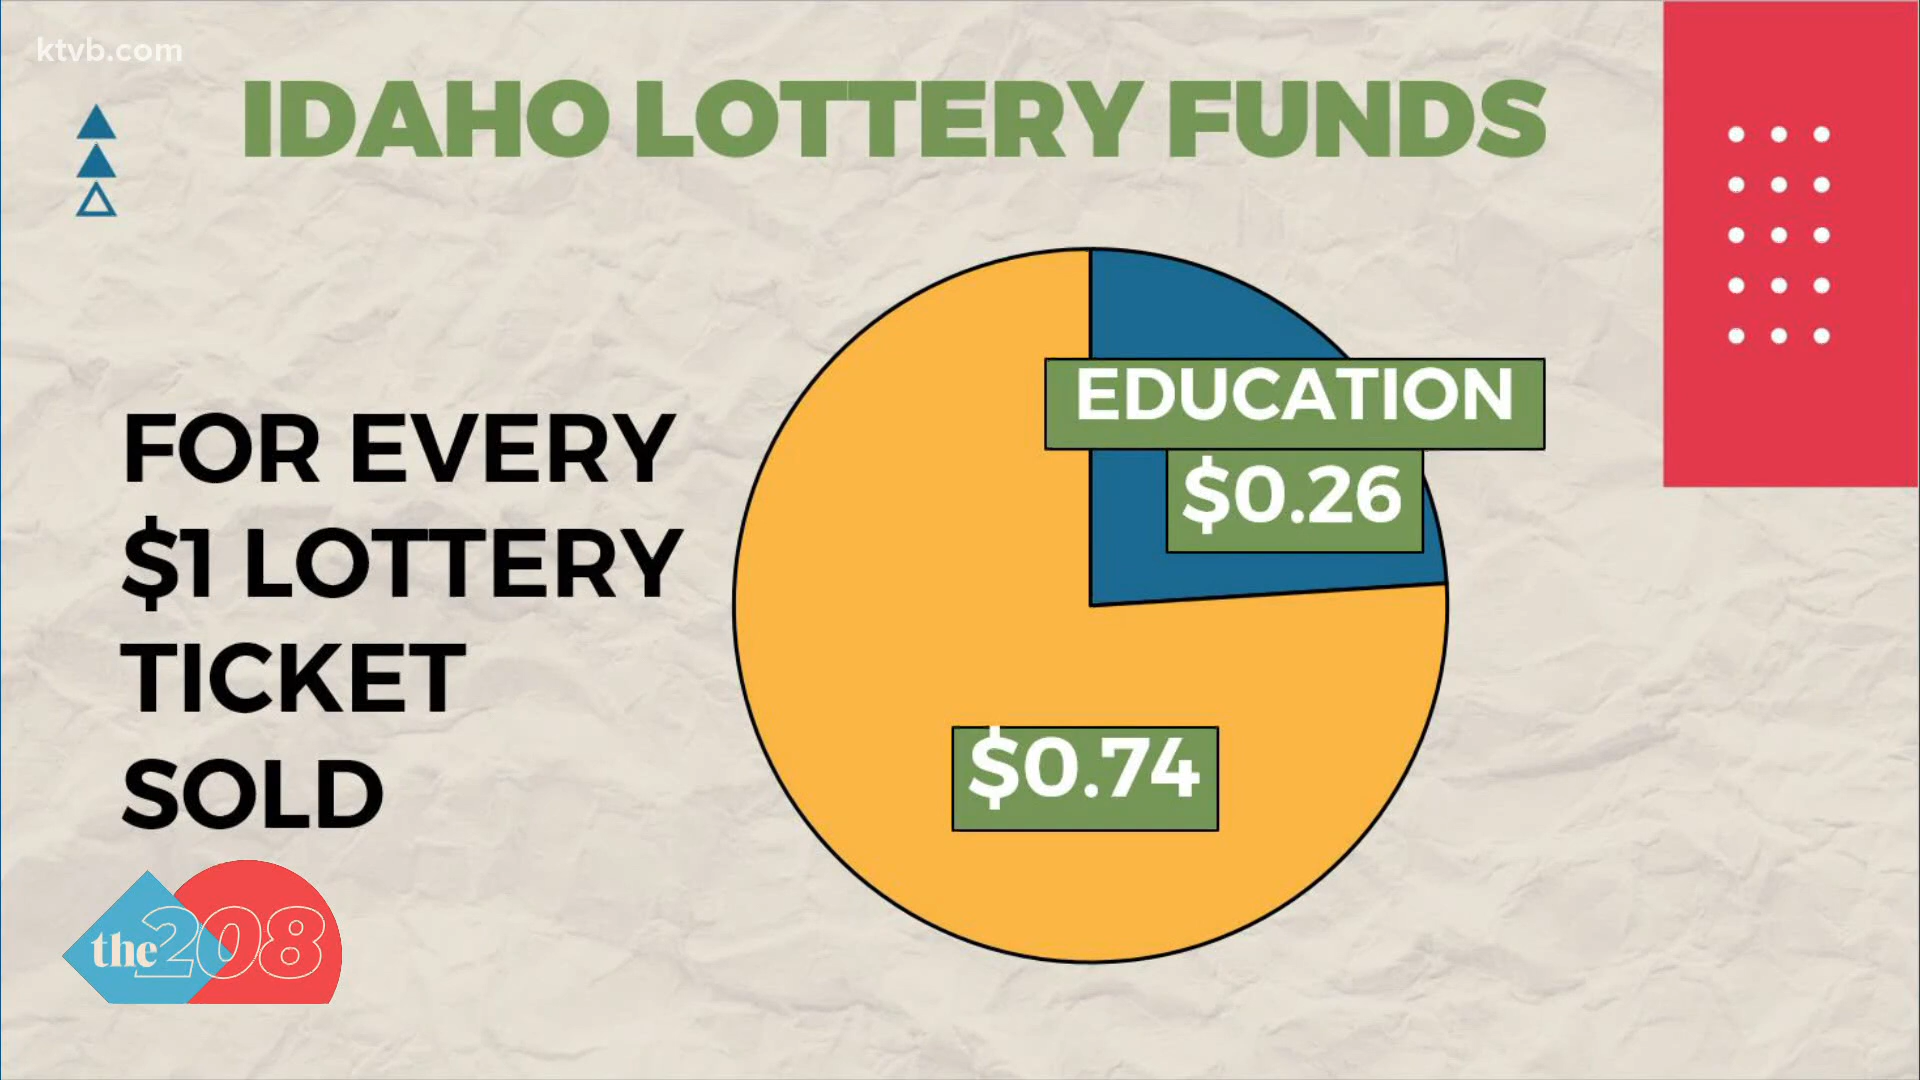 ktvb.com
IDAHO LOTTERY FUNDS
EDUCATION
$0.26
FOR EVERY
$1 LOTTERY
TICKET
SOLD
$0.74
the208